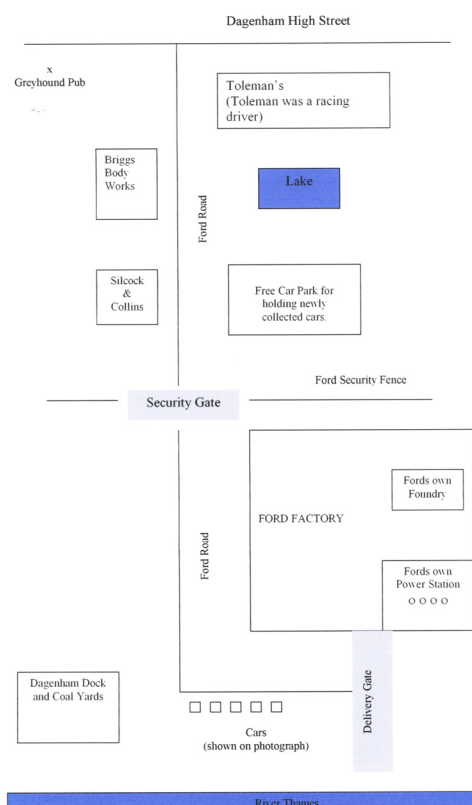 Dagenham High Street
x
Greyhound Pub
Toleman`s
(Toleman was a racing
driver)
Briggs
Body
Works
Lake
Ford Road
Silcock
&
Collins
Free Car Park for
holding newly
collected cars.
Ford Security Fence
Security Gate
Fords own
Foundry
FORD FACTORY
Ford Road
Fords own
Power Station
O O O O
Dagenham Dock
and Coal Yards
Delivery Gate
Cars
(shown on photograph)
River Thames